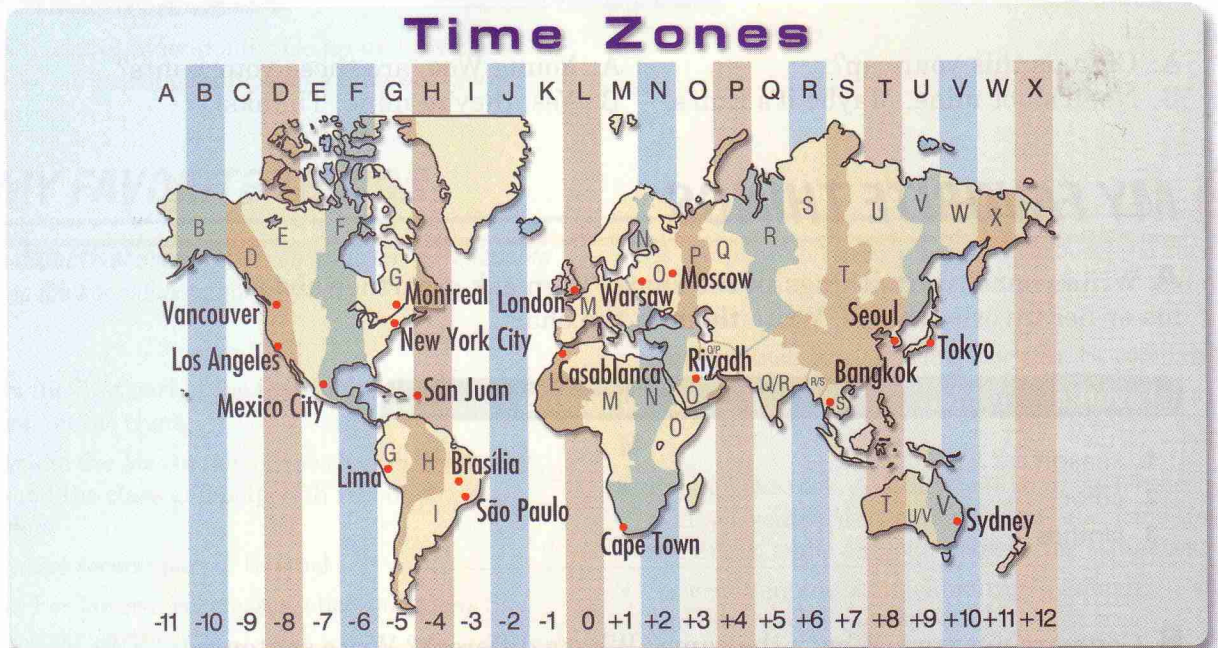 Time Zones
A B C D E F G H I J K L M N O P Q R S T U V W X
B D E F G N O P Q R S T U V W X Y
Vancouver
Montreal
London
M
Warsaw
Moscow
Seoul
New York City
Los Angeles
Casablanca
Riyadh
O/P
Tokyo
Mexico City
San Juan
L M N O O Q/R R/S S
Bangkok
G H I
Lima
Brasília
São Paulo
T U/V V
Sydney
Cape Town
-11 -10 -9 -8 -7 -6 -5 -4 -3 -2 -1 0 +1 +2 +3 +4 +5 +6 +7 +8 +9 +10 +11 +12